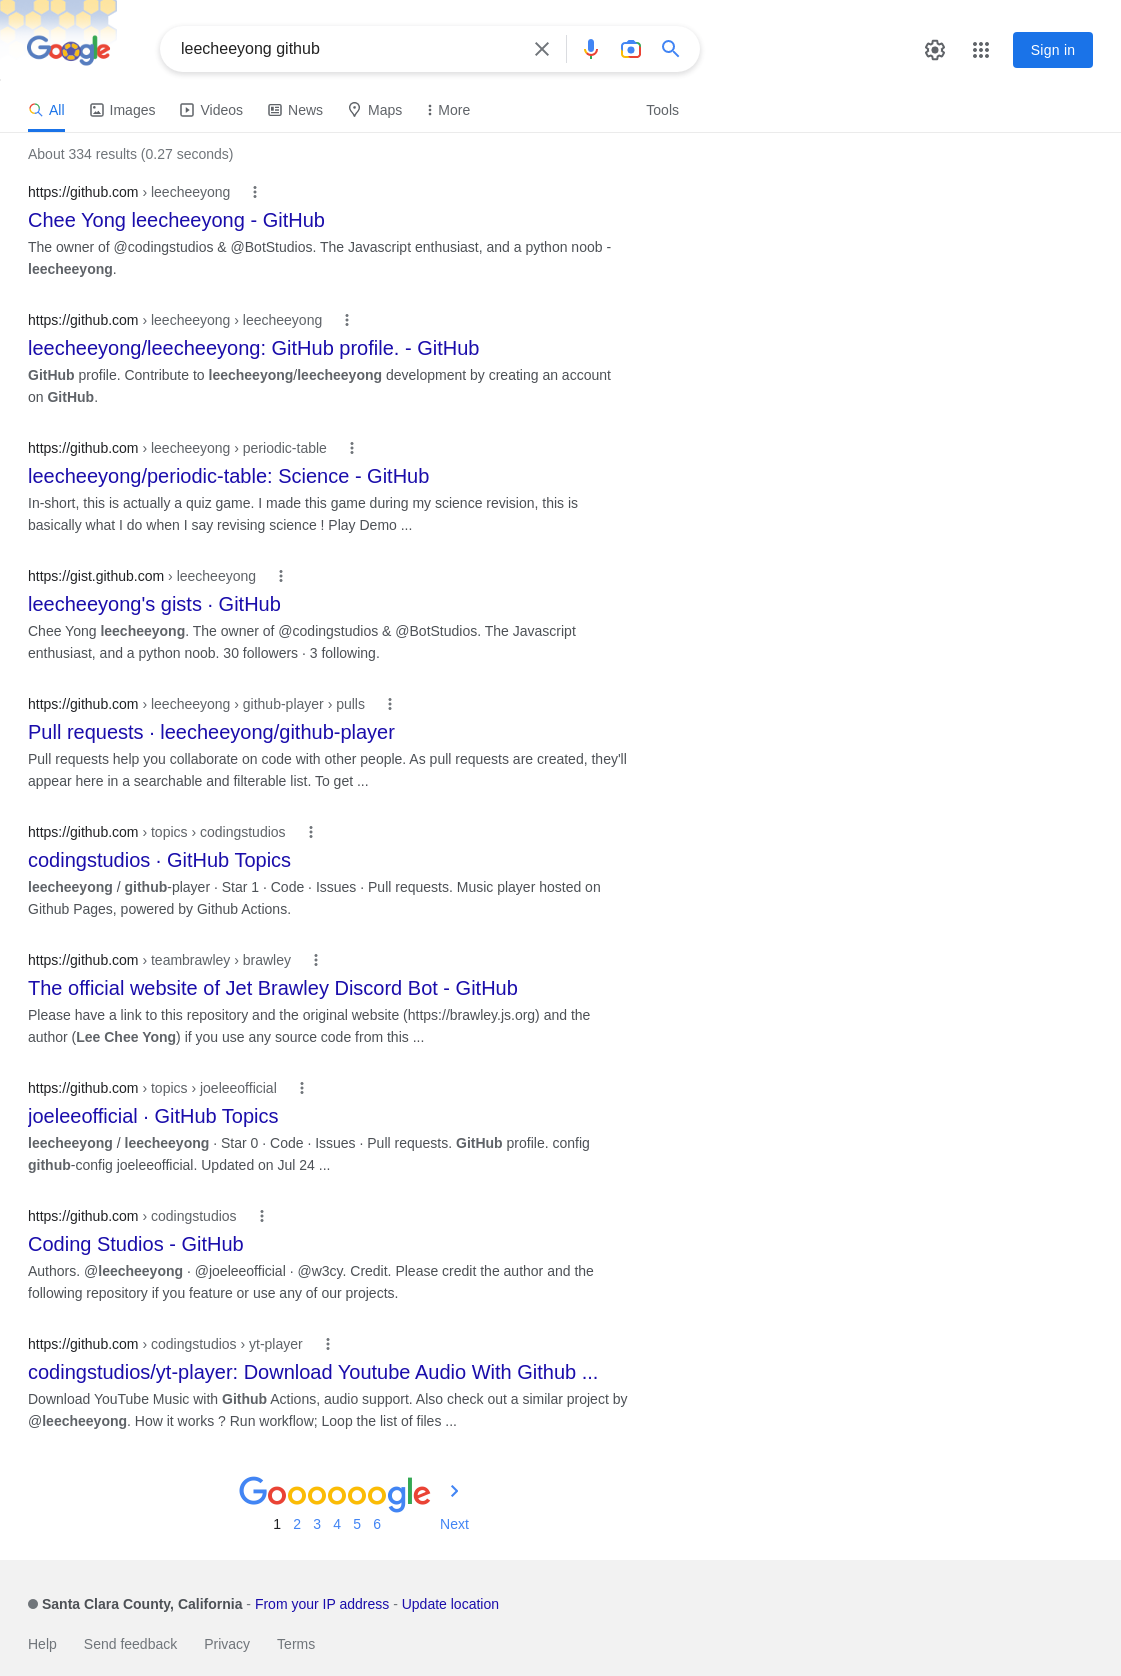 Google
leecheeyong github
Sign in
All
Images
Videos
News
Maps
More
Tools
About 334 results (0.27 seconds)
https://github.com › leecheeyong
Chee Yong leecheeyong - GitHub
The owner of @codingstudios & @BotStudios. The Javascript enthusiast, and a python noob -
leecheeyong.
https://github.com › leecheeyong › leecheeyong
leecheeyong/leecheeyong: GitHub profile. - GitHub
GitHub profile. Contribute to leecheeyong/leecheeyong development by creating an account
on GitHub.
https://github.com › leecheeyong › periodic-table
leecheeyong/periodic-table: Science - GitHub
In-short, this is actually a quiz game. I made this game during my science revision, this is
basically what I do when I say revising science ! Play Demo ...
https://gist.github.com › leecheeyong
leecheeyong's gists · GitHub
Chee Yong leecheeyong. The owner of @codingstudios & @BotStudios. The Javascript
enthusiast, and a python noob. 30 followers · 3 following.
https://github.com › leecheeyong › github-player › pulls
Pull requests · leecheeyong/github-player
Pull requests help you collaborate on code with other people. As pull requests are created, they'll
appear here in a searchable and filterable list. To get ...
https://github.com › topics › codingstudios
codingstudios · GitHub Topics
leecheeyong / github-player · Star 1 · Code · Issues · Pull requests. Music player hosted on
Github Pages, powered by Github Actions.
https://github.com › teambrawley › brawley
The official website of Jet Brawley Discord Bot - GitHub
Please have a link to this repository and the original website (https://brawley.js.org) and the
author (Lee Chee Yong) if you use any source code from this ...
https://github.com › topics › joeleeofficial
joeleeofficial · GitHub Topics
leecheeyong / leecheeyong · Star 0 · Code · Issues · Pull requests. GitHub profile. config
github-config joeleeofficial. Updated on Jul 24 ...
https://github.com › codingstudios
Coding Studios - GitHub
Authors. @leecheeyong · @joeleeofficial · @w3cy. Credit. Please credit the author and the
following repository if you feature or use any of our projects.
https://github.com › codingstudios › yt-player
codingstudios/yt-player: Download Youtube Audio With Github ...
Download YouTube Music with Github Actions, audio support. Also check out a similar project by
@leecheeyong. How it works ? Run workflow; Loop the list of files ...
Goooooogle
1 2 3 4 5 6 Next
Santa Clara County, California - From your IP address - Update location
Help Send feedback Privacy Terms